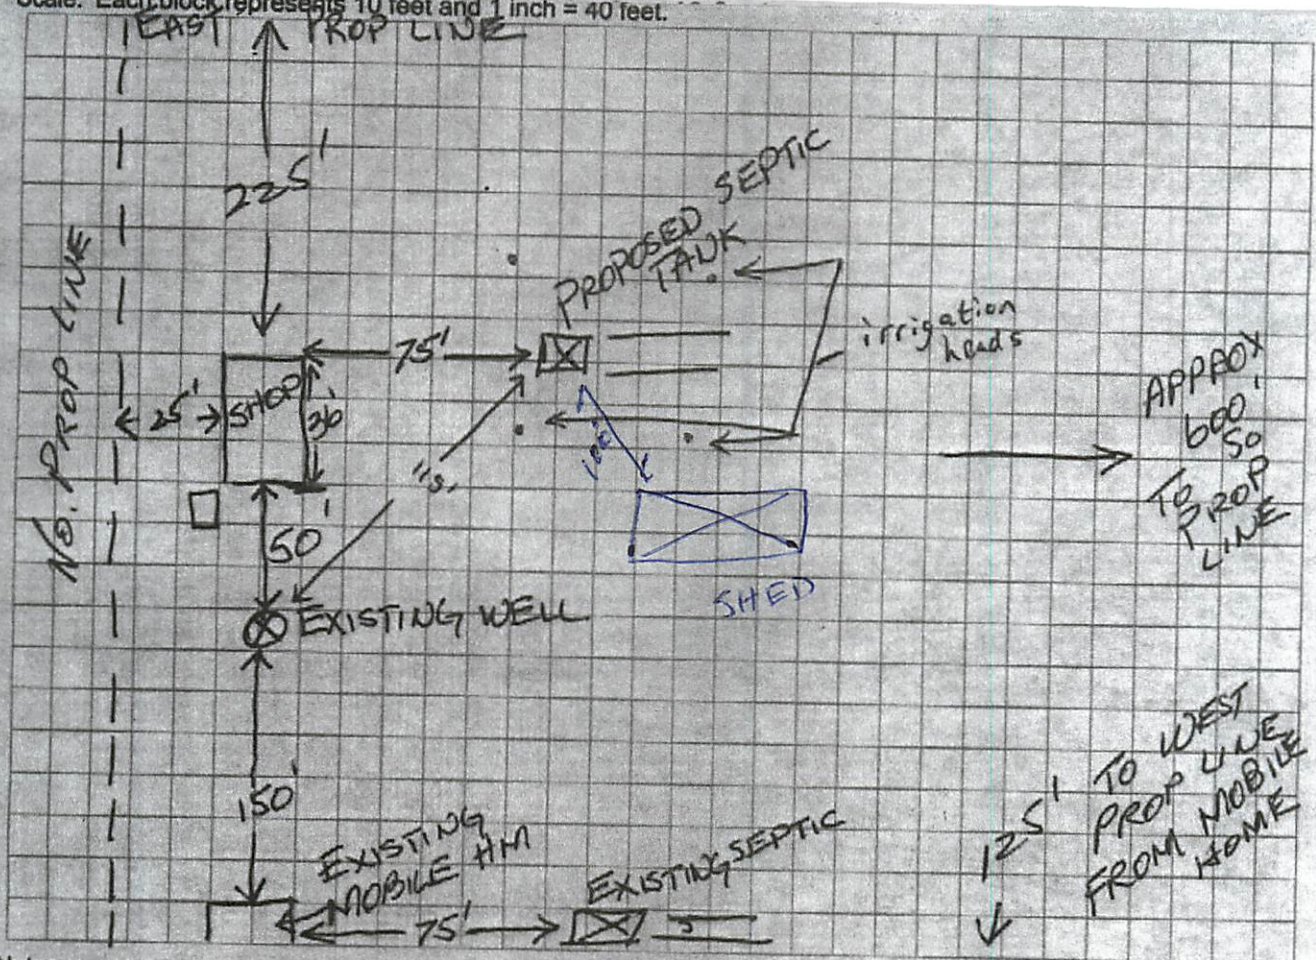 Scale: Each block represents 10 feet and 1 inch = 40 feet.
EAST PROP LINE
225'
PROPOSED SEPTIC
TANK
NO. PROP LINE
75'
irrigation
heads
25'
SHOP
36'
APPROX
600'
TO SO
PROP
LINE
50'
SHED
EXISTING WELL
150'
125' TO WEST
PROP LINE
FROM MOBILE
HOME
EXISTING
MOBILE HM
EXISTING SEPTIC
75'